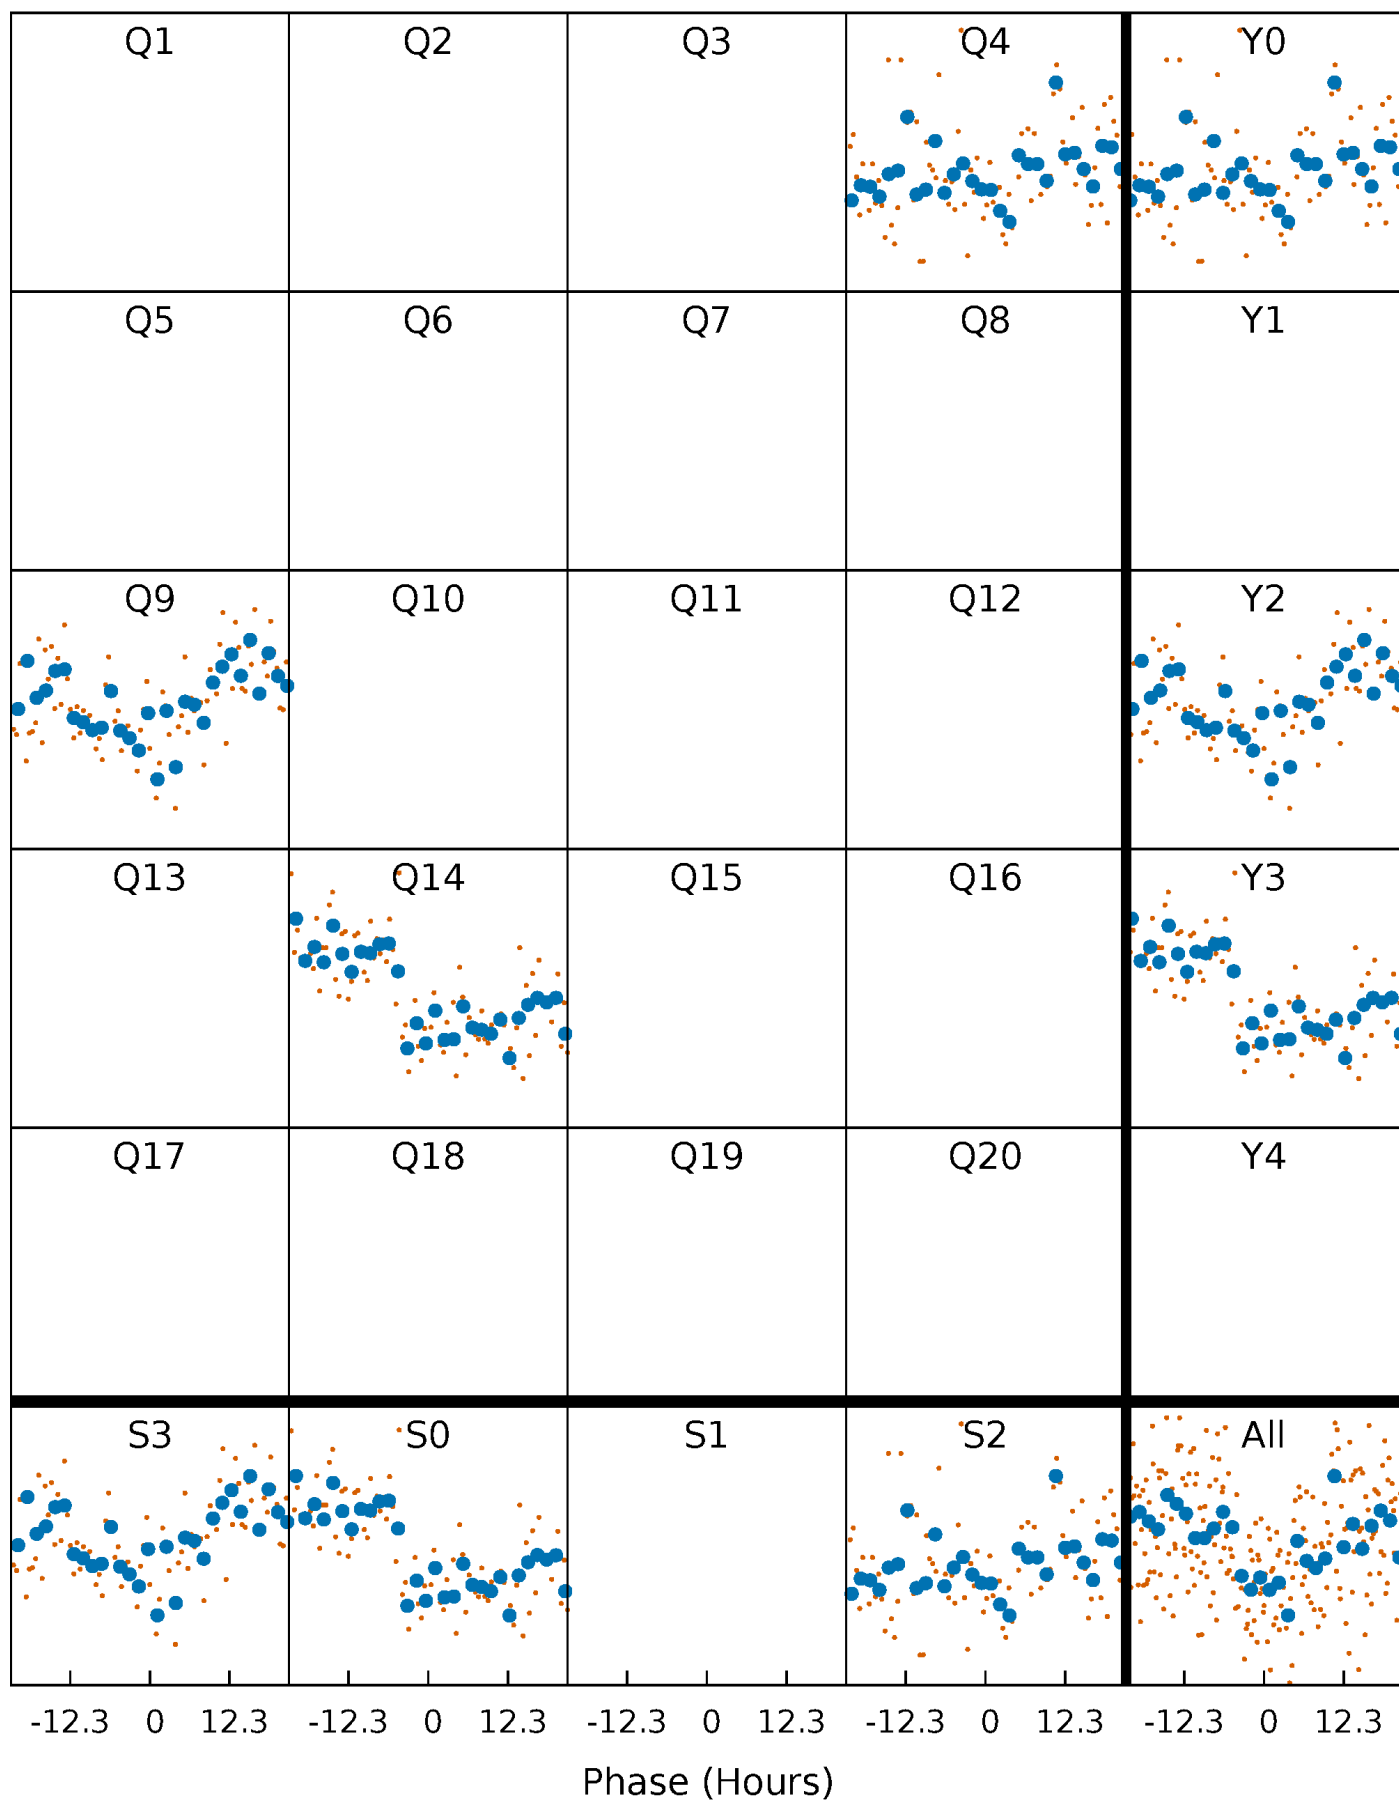 Q1 Q2 Q3 Q4 Y0
Q5 Q6 Q7 Q8 Y1
Q9 Q10 Q11 Q12 Y2
Q13 Q14 Q15 Q16 Y3
Q17 Q18 Q19 Q20 Y4
S3 S0 S1 S2 All
-12.3 0 12.3 -12.3 0 12.3 -12.3 0 12.3 -12.3 0 12.3 -12.3 0 12.3
Phase (Hours)